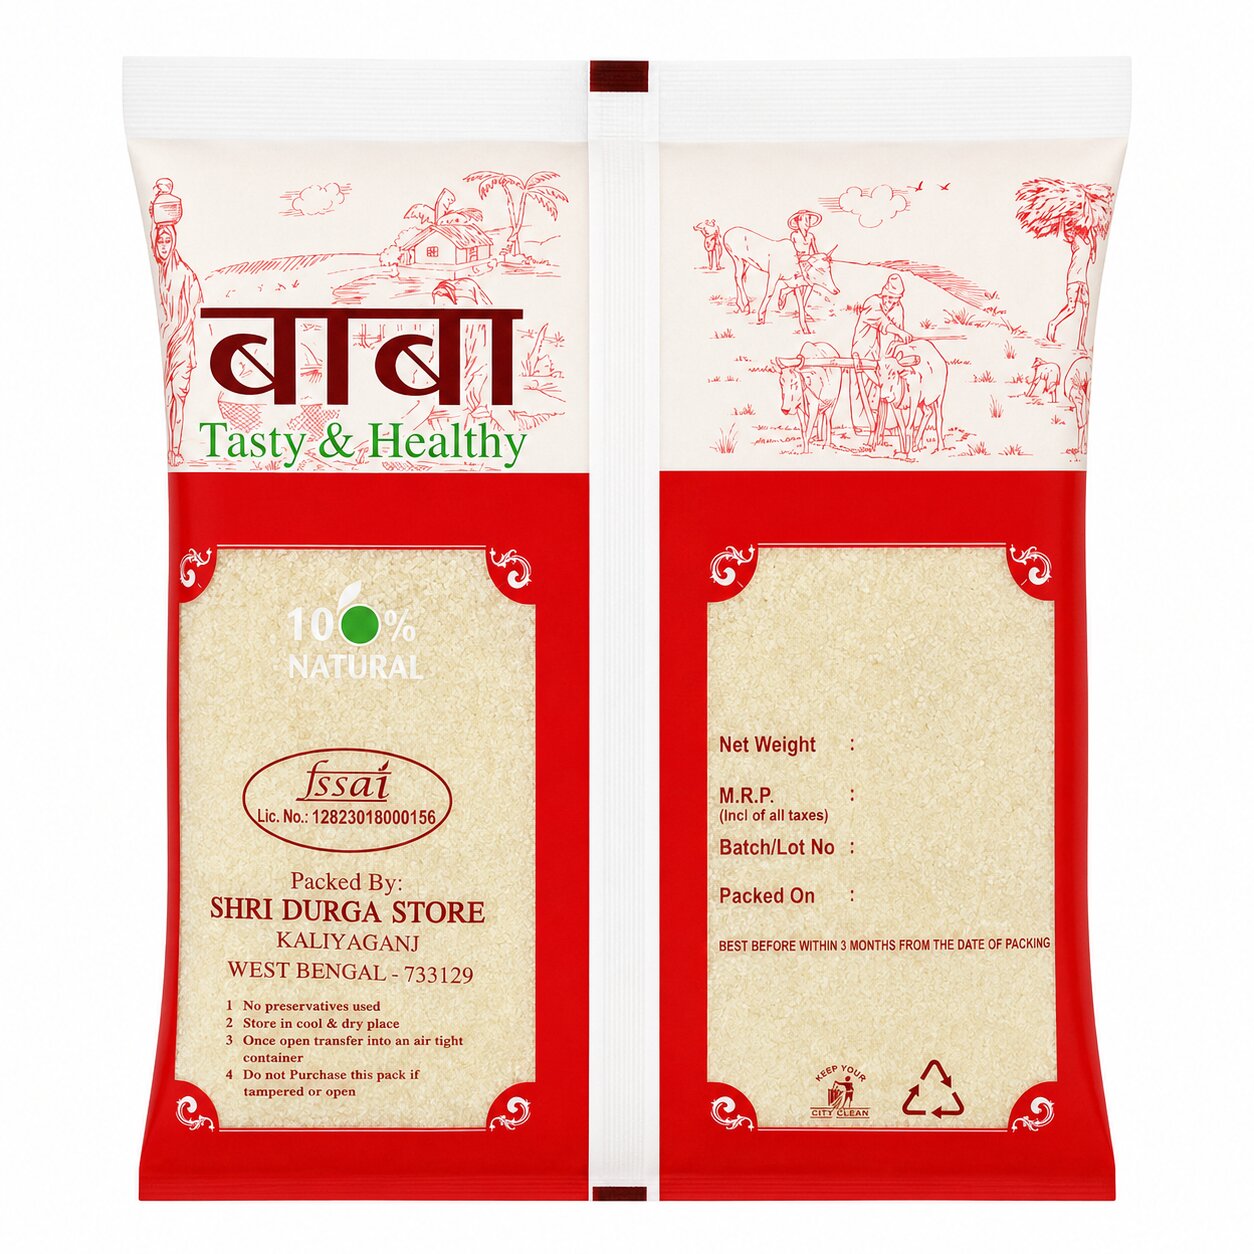 बाबा
Tasty & Healthy
100%
NATURAL
fssai
Lic. No.: 12823018000156
Packed By:
SHRI DURGA STORE
KALIYAGANJ
WEST BENGAL - 733129
1 No preservatives used
2 Store in cool & dry place
3 Once open transfer into an air tight
container
4 Do not Purchase this pack if
tampered or open
Net Weight :
M.R.P. :
(Incl of all taxes)
Batch/Lot No :
Packed On :
BEST BEFORE WITHIN 3 MONTHS FROM THE DATE OF PACKING
KEEP YOUR
CITY CLEAN